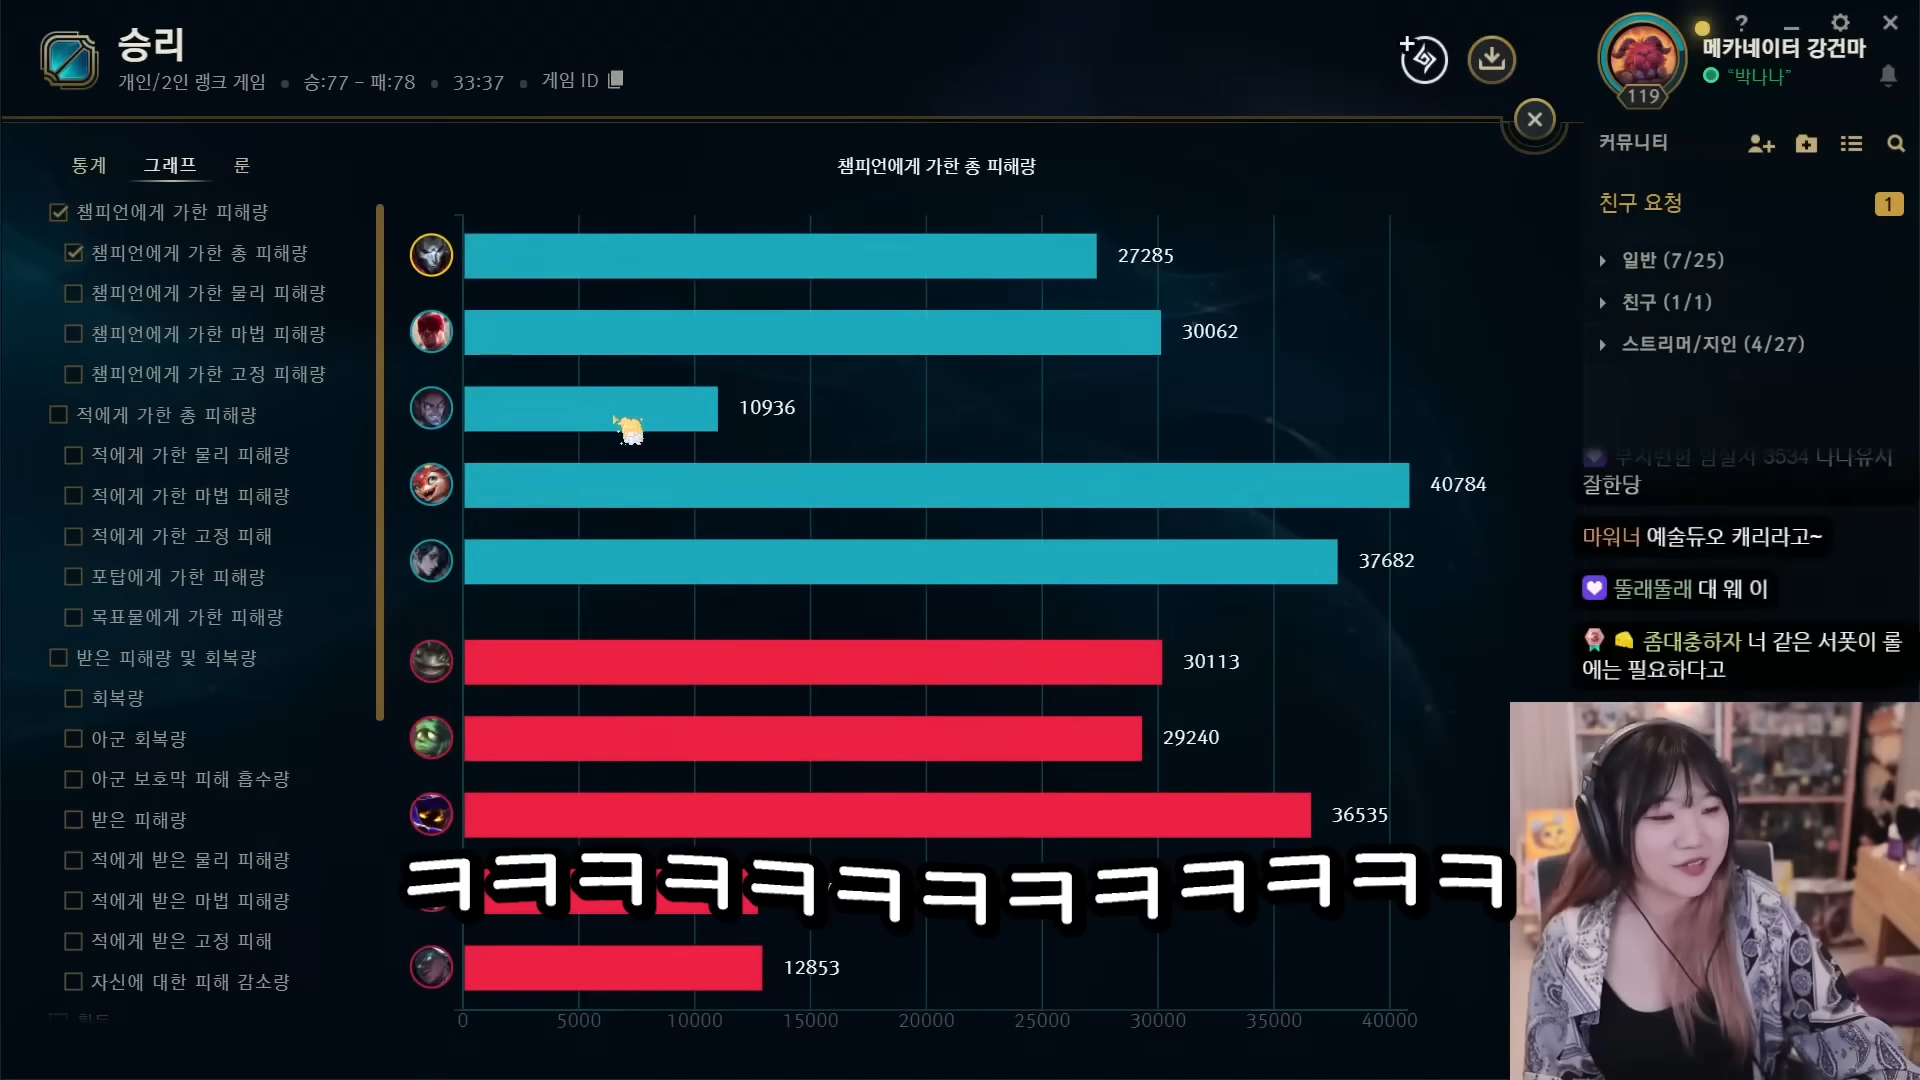 승리
개인/2인 랭크 게임 • 승:77 - 패:78 • 33:37 • 게임 ID
메카네이터 강건마
“박나나”
119
커뮤니티
친구 요청 1
일반 (7/25)
친구 (1/1)
스트리머/지인 (4/27)
통계 그래프 룬
챔피언에게 가한 피해량
챔피언에게 가한 총 피해량
챔피언에게 가한 물리 피해량
챔피언에게 가한 마법 피해량
챔피언에게 가한 고정 피해량
적에게 가한 총 피해량
적에게 가한 물리 피해량
적에게 가한 마법 피해량
적에게 가한 고정 피해
포탑에게 가한 피해량
목표물에게 가한 피해량
받은 피해량 및 회복량
회복량
아군 회복량
아군 보호막 피해 흡수량
받은 피해량
적에게 받은 물리 피해량
적에게 받은 마법 피해량
적에게 받은 고정 피해
자신에 대한 피해 감소량
챔피언에게 가한 총 피해량
27285
30062
10936
40784
37682
30113
29240
36535
12853
0 5000 10000 15000 20000 25000 30000 35000 40000
ㅋㅋㅋㅋㅋㅋㅋㅋㅋㅋㅋㅋㅋ
3534 나나유시
잘한당
마워너 예술듀오 캐리라고~
뚤래뚤래 대 웨 이
좀대충하자 너 같은 서폿이 롤
에는 필요하다고